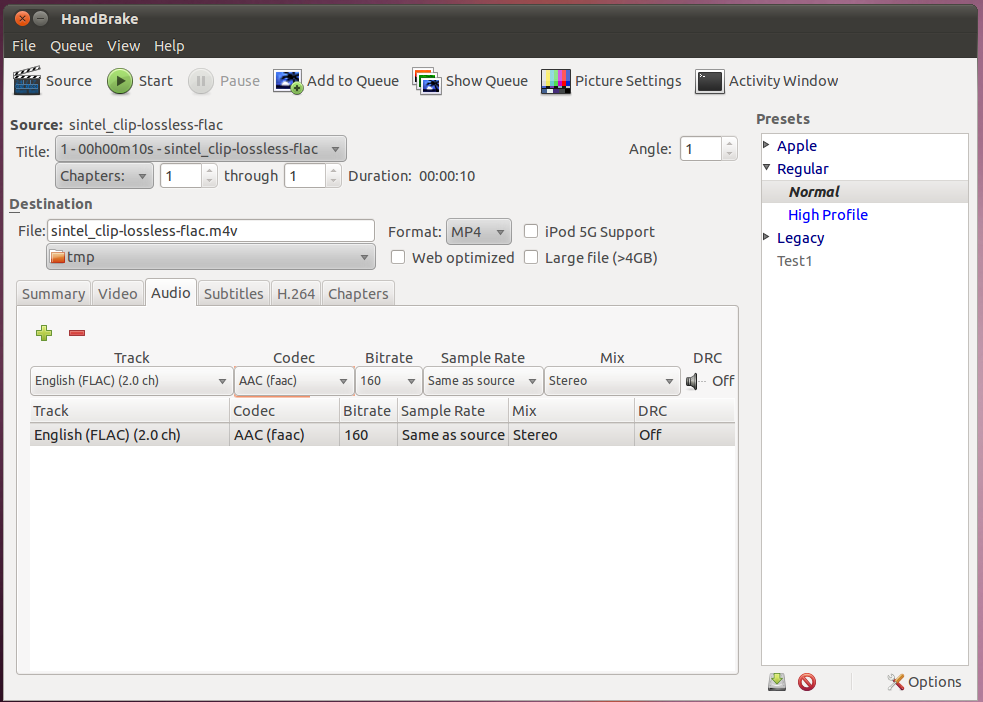 HandBrake
File Queue View Help
Source Start Pause Add to Queue Show Queue Picture Settings Activity Window
Source: sintel_clip-lossless-flac
Title: 1 - 00h00m10s - sintel_clip-lossless-flac Angle: 1
Chapters: 1 through 1 Duration: 00:00:10
Destination
File: sintel_clip-lossless-flac.m4v Format: MP4 iPod 5G Support
tmp Web optimized Large file (>4GB)
Summary Video Audio Subtitles H.264 Chapters
Track Codec Bitrate Sample Rate Mix DRC
English (FLAC) (2.0 ch) AAC (faac) 160 Same as source Stereo Off
Track Codec Bitrate Sample Rate Mix DRC
English (FLAC) (2.0 ch) AAC (faac) 160 Same as source Stereo Off
Presets
Apple
Regular
Normal
High Profile
Legacy
Test1
Options